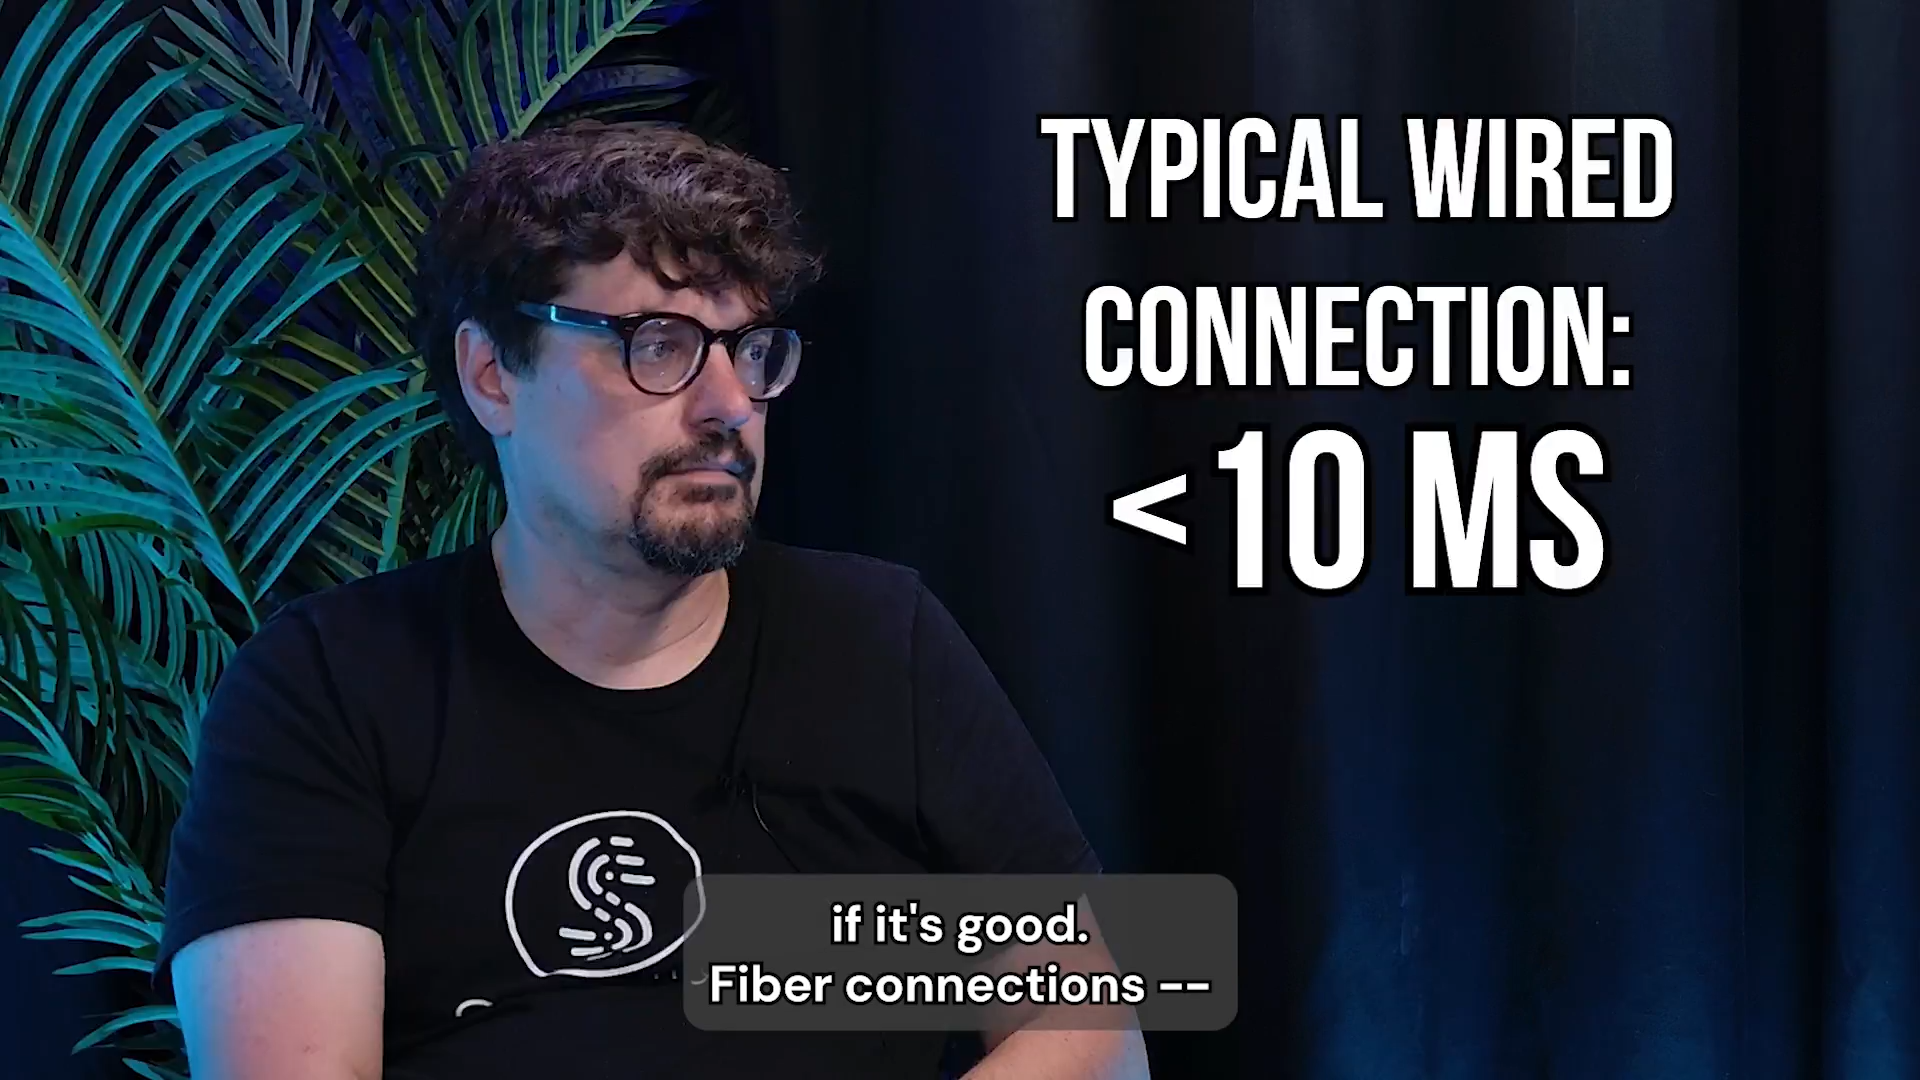 TYPICAL WIRED
CONNECTION:
<10 MS
if it's good.
Fiber connections --